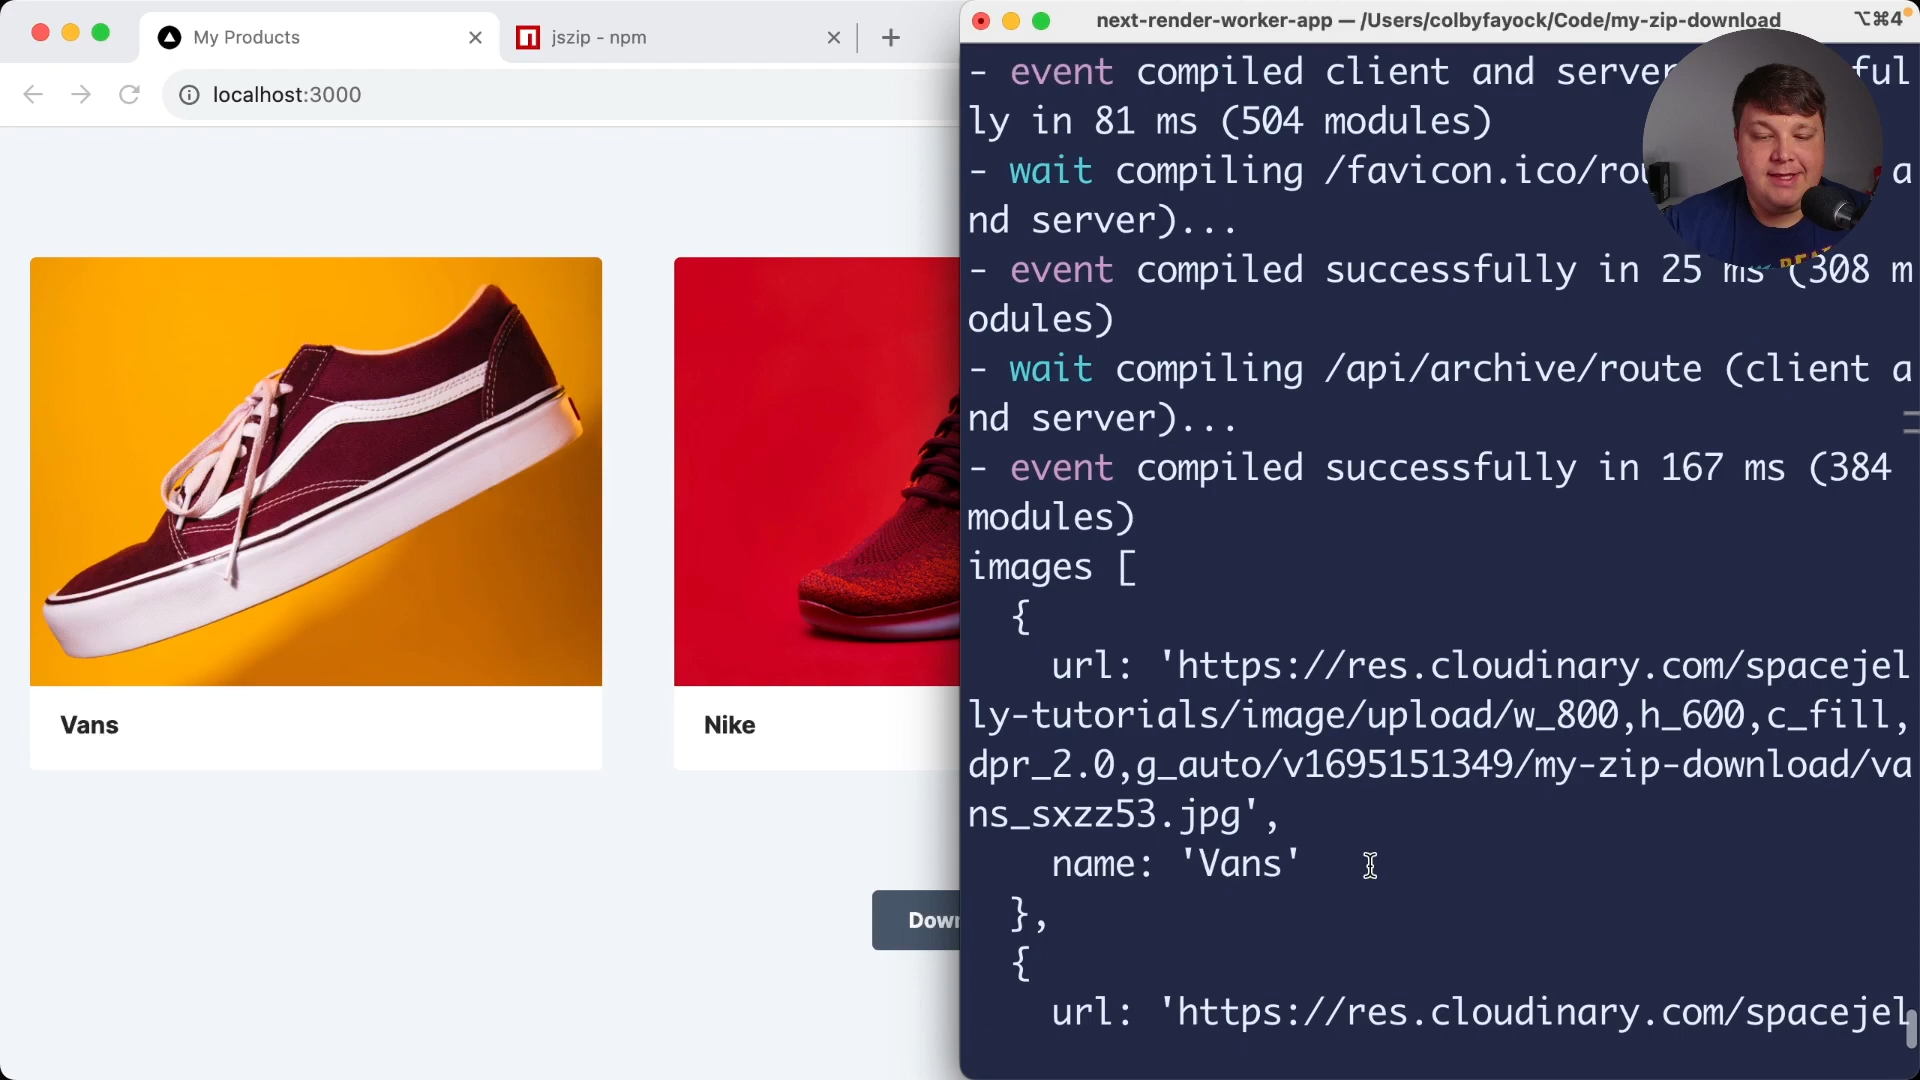 My Products
jszip - npm
localhost:3000
Vans
Nike
next-render-worker-app — /Users/colbyfayock/Code/my-zip-download
⌥⌘4
- event compiled client and server ful
ly in 81 ms (504 modules)
- wait compiling /favicon.ico/rou a
nd server)...
- event compiled successfully in 25 ms (308 m
odules)
- wait compiling /api/archive/route (client a
nd server)...
- event compiled successfully in 167 ms (384
modules)
images [
{
url: 'https://res.cloudinary.com/spacejel
ly-tutorials/image/upload/w_800,h_600,c_fill,
dpr_2.0,g_auto/v1695151349/my-zip-download/va
ns_sxzz53.jpg',
name: 'Vans'
},
{
url: 'https://res.cloudinary.com/spacejel